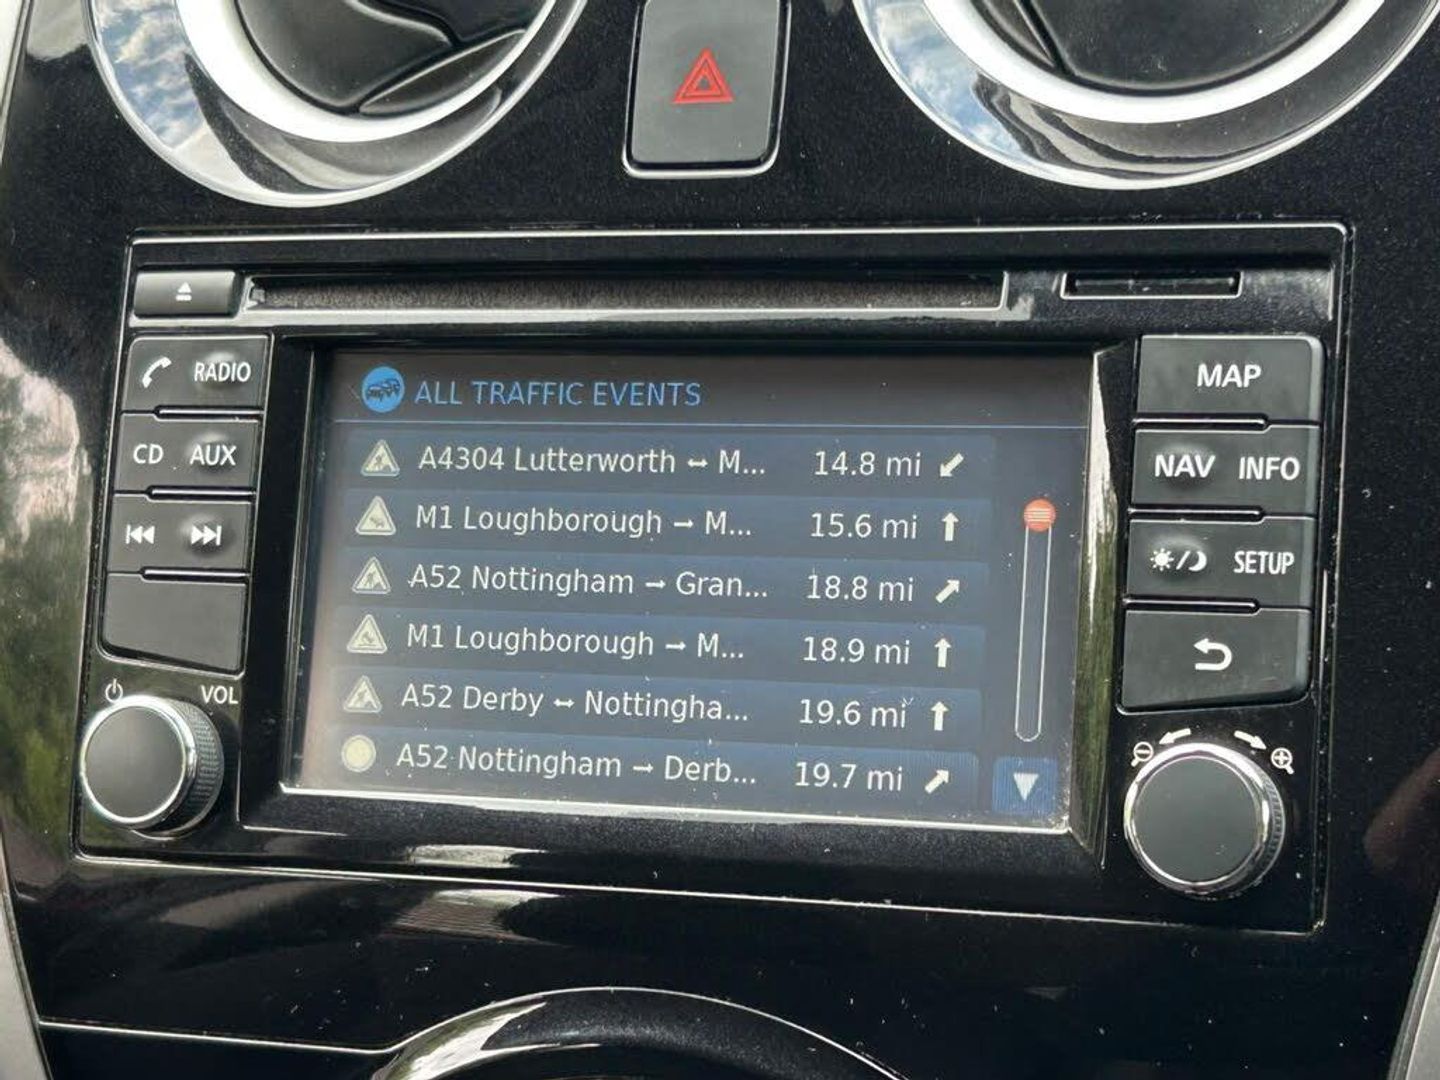 RADIO
CD AUX
VOL
ALL TRAFFIC EVENTS
A4304 Lutterworth ↔ M... 14.8 mi ↙
M1 Loughborough → M... 15.6 mi ↑
A52 Nottingham → Gran... 18.8 mi ↗
M1 Loughborough → M... 18.9 mi ↑
A52 Derby ↔ Nottingha... 19.6 mi ↑
A52 Nottingham → Derb... 19.7 mi ↗
MAP
NAV INFO
SETUP